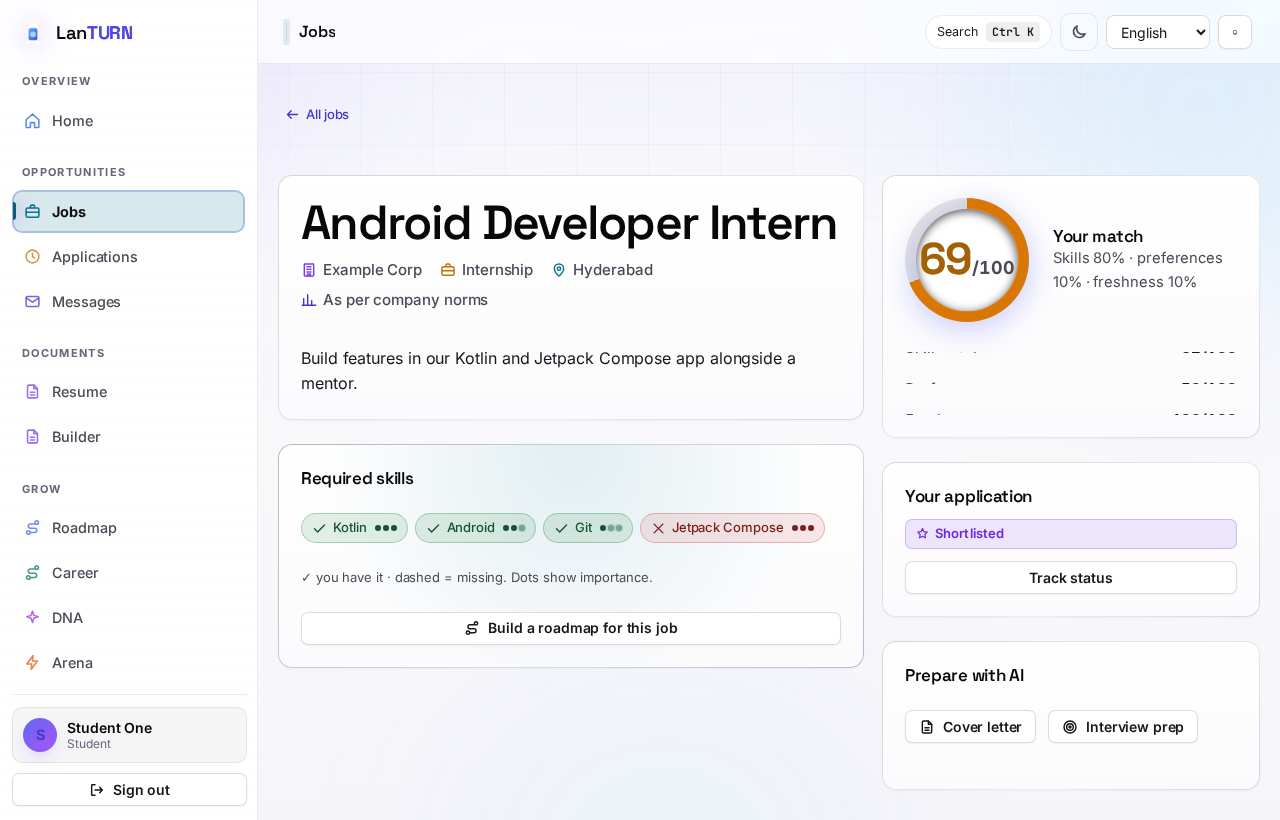 LanTURN
OVERVIEW
Home
OPPORTUNITIES
Jobs
Applications
Messages
DOCUMENTS
Resume
Builder
GROW
Roadmap
Career
DNA
Arena
S
Student One
Student
Sign out
Jobs
Search Ctrl K
English
All jobs
Android Developer Intern
Example Corp Internship Hyderabad
As per company norms
Build features in our Kotlin and Jetpack Compose app alongside a
mentor.
Required skills
Kotlin Android Git Jetpack Compose
✓ you have it · dashed = missing. Dots show importance.
Build a roadmap for this job
69/100
Your match
Skills 80% · preferences
10% · freshness 10%
Your application
Shortlisted
Track status
Prepare with AI
Cover letter Interview prep